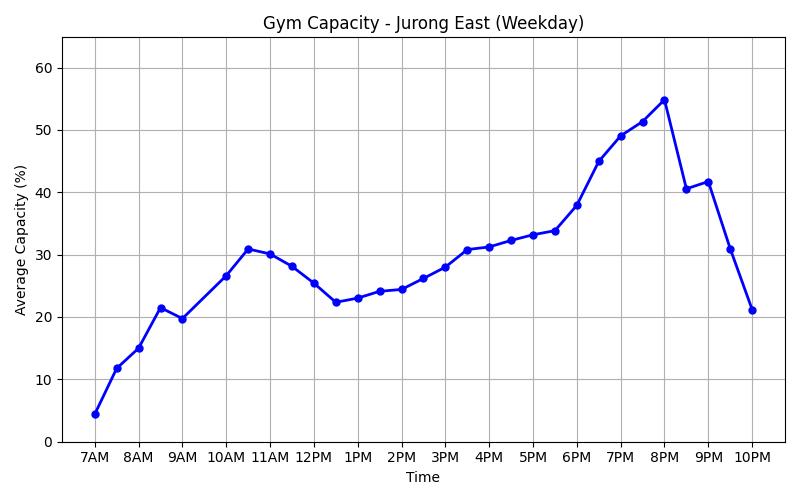 Gym Capacity - Jurong East (Weekday)
Average Capacity (%)
60
50
40
30
20
10
0
7AM 8AM 9AM 10AM 11AM 12PM 1PM 2PM 3PM 4PM 5PM 6PM 7PM 8PM 9PM 10PM
Time